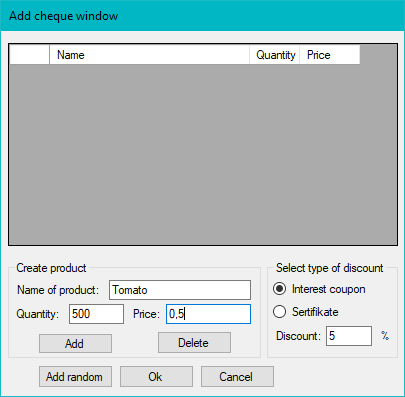 Add cheque window
Name Quantity Price
Create product
Name of product: Tomato
Quantity: 500 Price: 0,5
Add Delete
Select type of discount
Interest coupon
Sertifikate
Discount: 5 %
Add random Ok Cancel